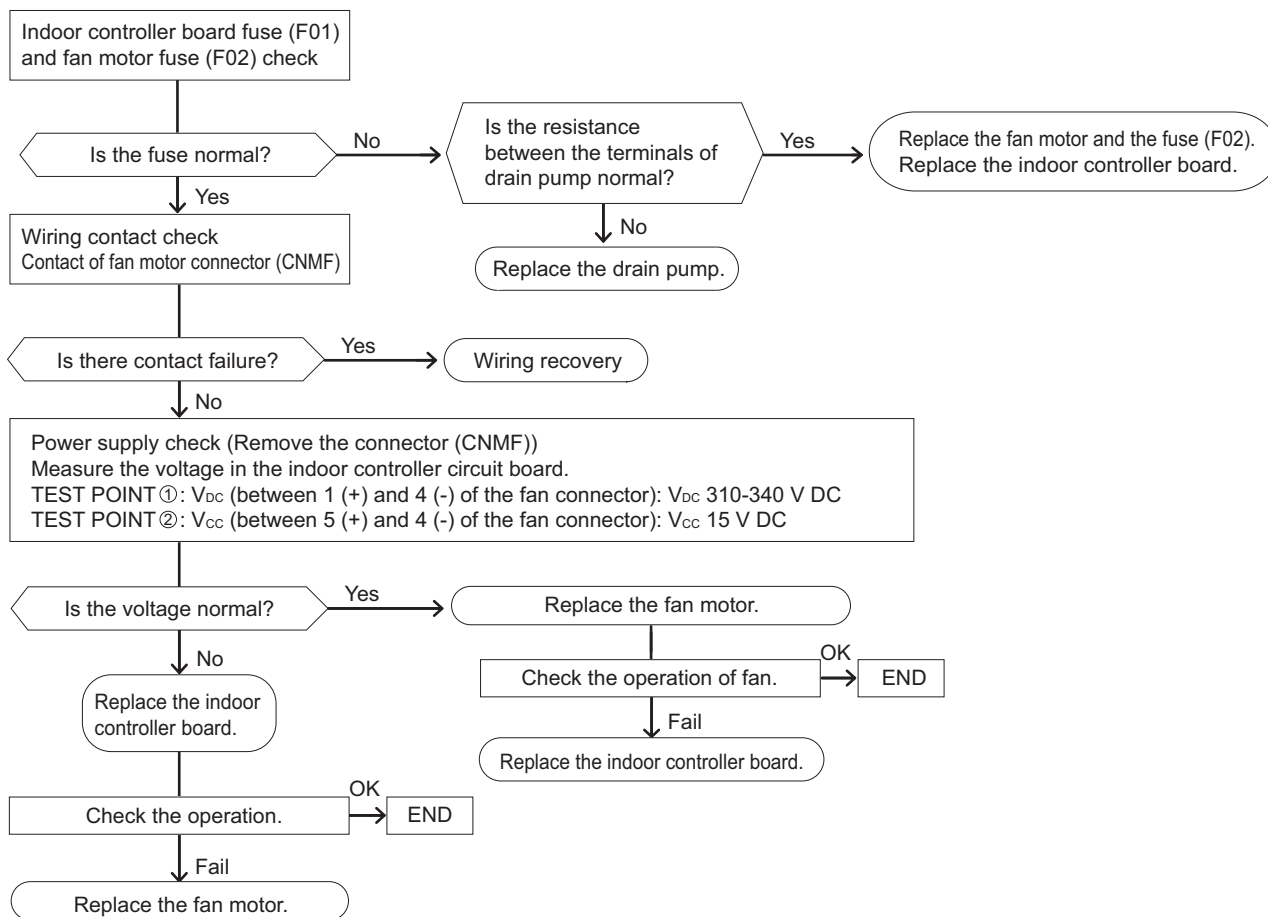 Indoor controller board fuse (F01)
and fan motor fuse (F02) check
Is the fuse normal?
No
Is the resistance
between the terminals of
drain pump normal?
Yes
Replace the fan motor and the fuse (F02).
Replace the indoor controller board.
Yes
No
Replace the drain pump.
Wiring contact check
Contact of fan motor connector (CNMF)
Is there contact failure?
Yes
Wiring recovery
No
Power supply check (Remove the connector (CNMF))
Measure the voltage in the indoor controller circuit board.
TEST POINT ①: VDC (between 1 (+) and 4 (-) of the fan connector): VDC 310-340 V DC
TEST POINT ②: VCC (between 5 (+) and 4 (-) of the fan connector): VCC 15 V DC
Is the voltage normal?
Yes
Replace the fan motor.
Check the operation of fan.
OK
END
Fail
Replace the indoor controller board.
No
Replace the indoor
controller board.
Check the operation.
OK
END
Fail
Replace the fan motor.